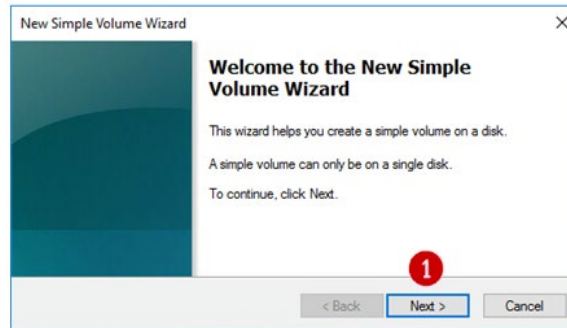 New Simple Volume Wizard
Welcome to the New Simple
Volume Wizard
This wizard helps you create a simple volume on a disk.
A simple volume can only be on a single disk.
To continue, click Next.
1
< Back Next > Cancel